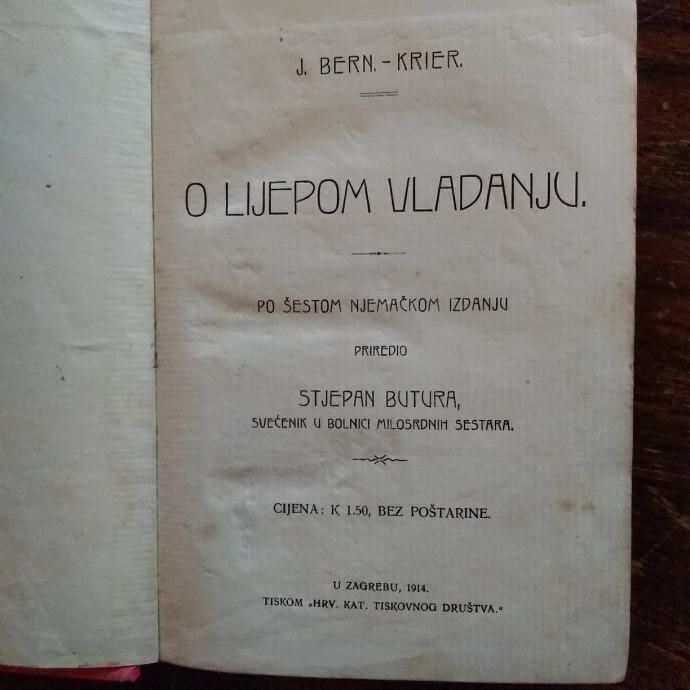 J. BERN. - KRIER.
O LIJEPOM VLADANJU.
PO ŠESTOM NJEMAČKOM IZDANJU
PRIREDIO
STJEPAN BUTURA,
SVEĆENIK U BOLNICI MILOSRDNIH SESTARA.
CIJENA: K 1.50, BEZ POŠTARINE.
U ZAGREBU, 1914.
TISKOM „HRV. KAT. TISKOVNOG DRUŠTVA.“